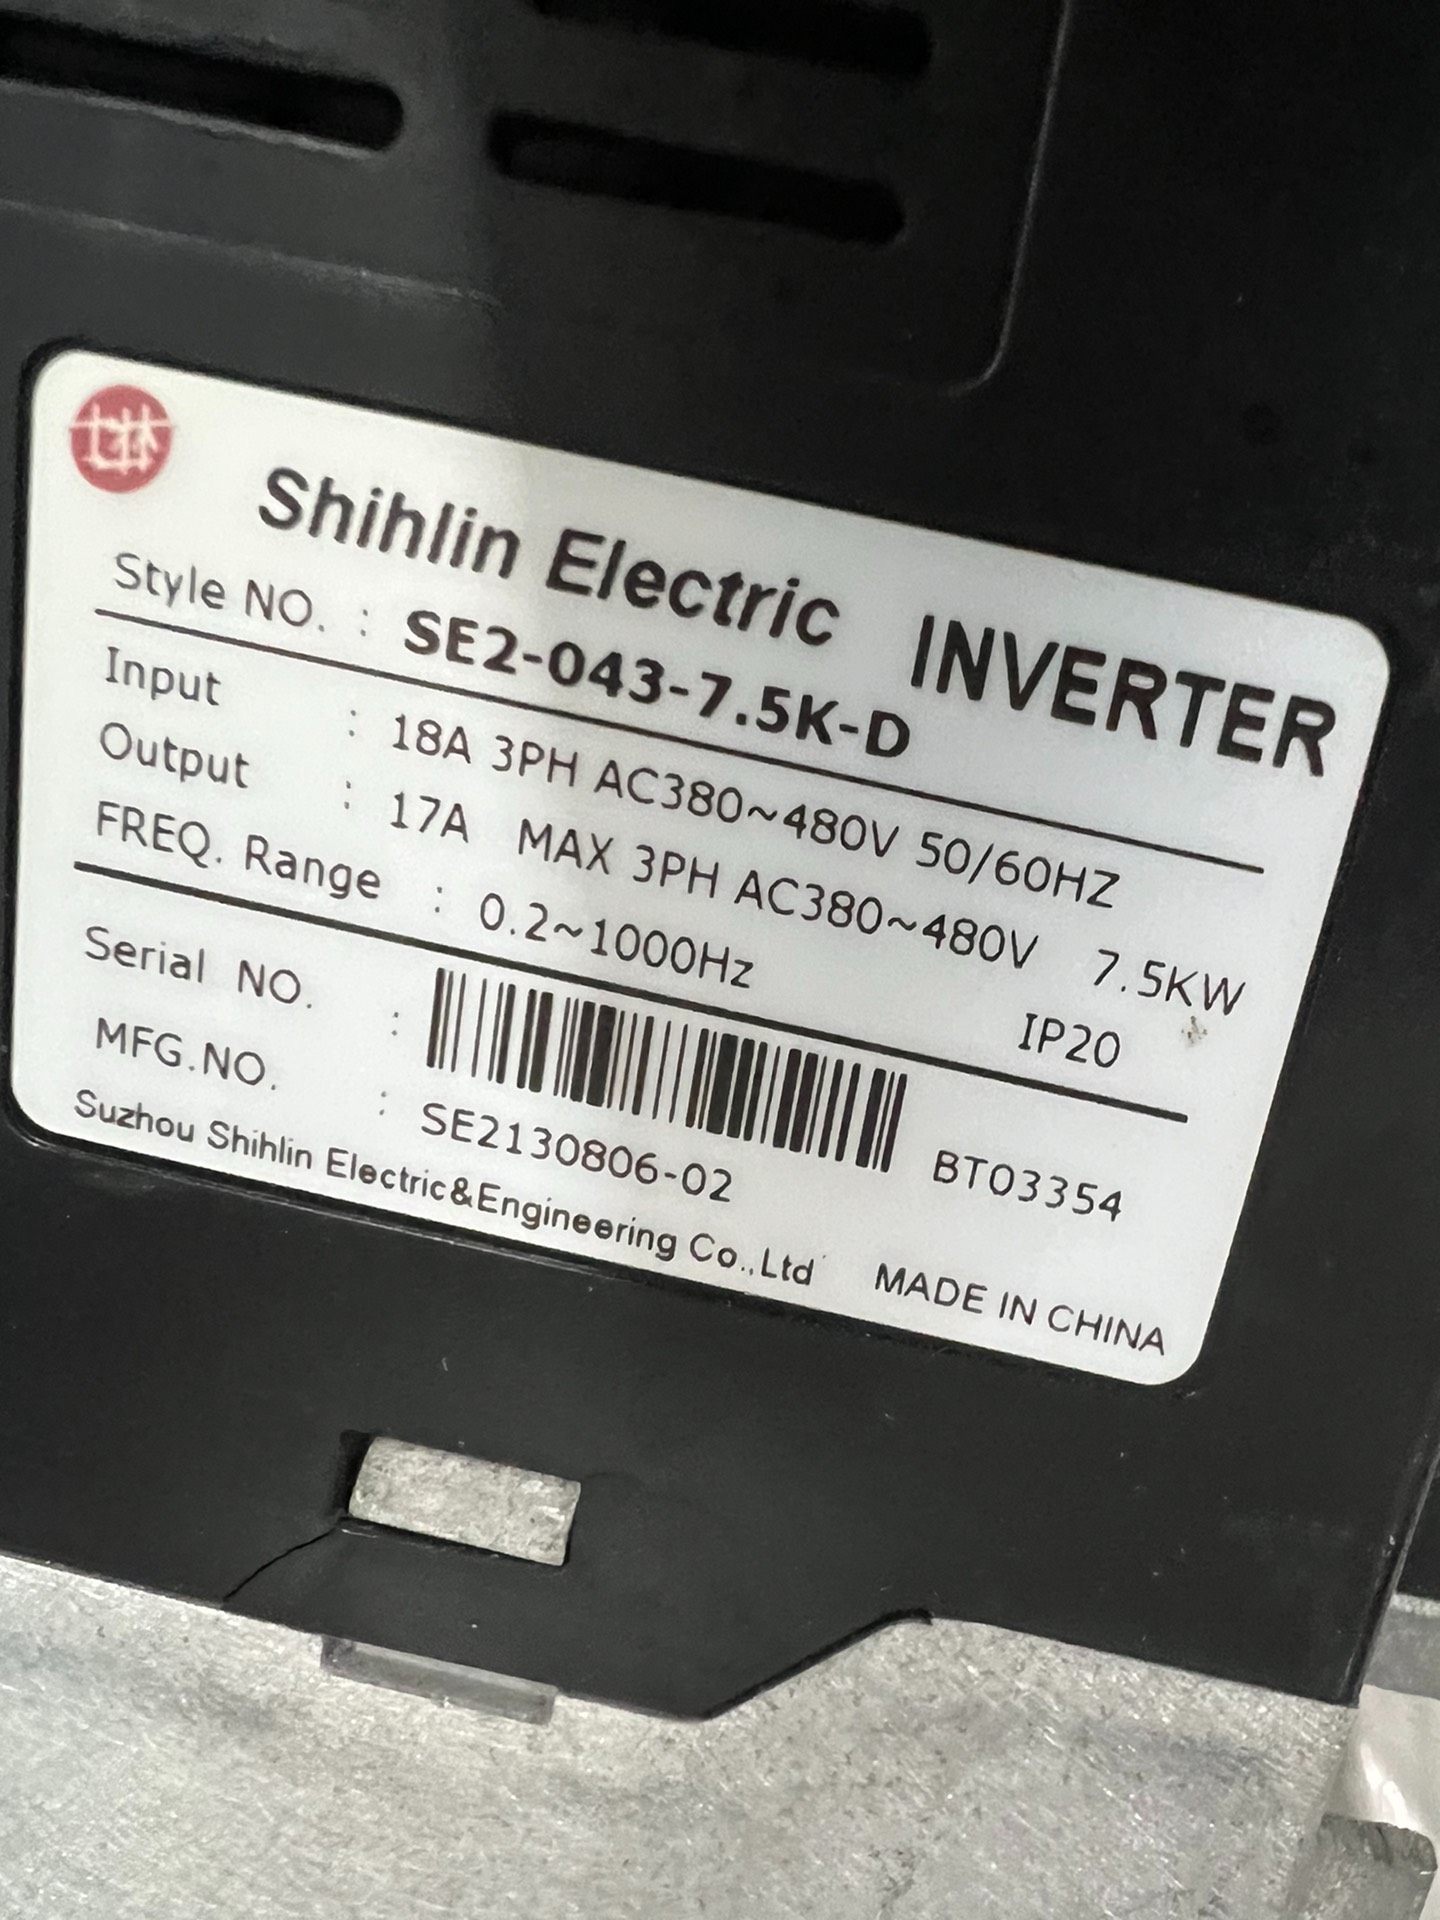 Shihlin Electric INVERTER
Style NO. : SE2-043-7.5K-D
Input : 18A 3PH AC380~480V 50/60HZ
Output : 17A MAX 3PH AC380~480V 7.5KW
FREQ. Range : 0.2~1000Hz IP20
Serial NO. : BT03354
MFG.NO. : SE2130806-02
Suzhou Shihlin Electric&Engineering Co.,Ltd MADE IN CHINA